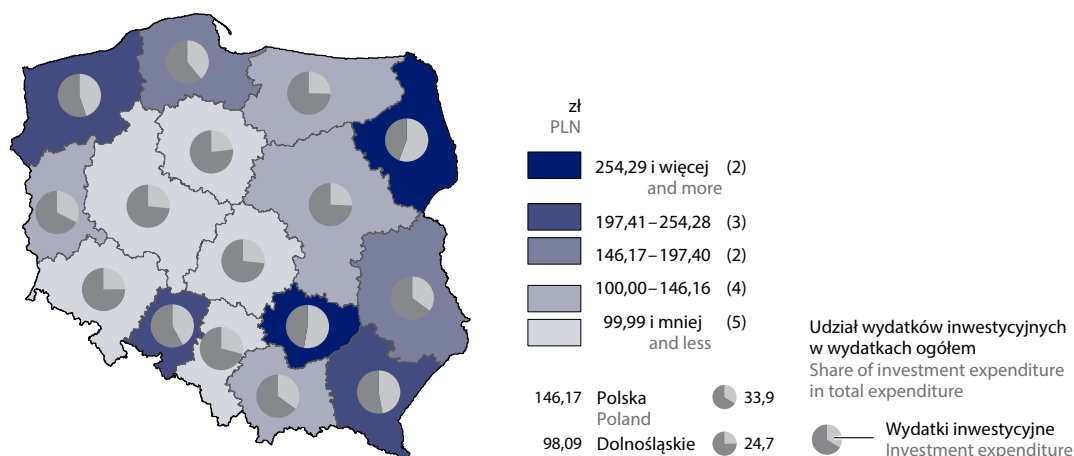 zł
PLN
254,29 i więcej (2)
and more
197,41–254,28 (3)
146,17–197,40 (2)
100,00–146,16 (4)
99,99 i mniej (5)
and less
Udział wydatków inwestycyjnych
w wydatkach ogółem
Share of investment expenditure
in total expenditure
146,17 Polska 33,9
Poland
98,09 Dolnośląskie 24,7
Wydatki inwestycyjne
Investment expenditure